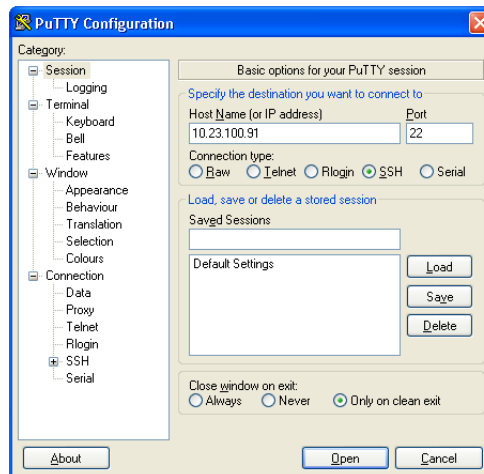 PuTTY Configuration
Category:
Session
Logging
Terminal
Keyboard
Bell
Features
Window
Appearance
Behaviour
Translation
Selection
Colours
Connection
Data
Proxy
Telnet
Rlogin
SSH
Serial
Basic options for your PuTTY session
Specify the destination you want to connect to
Host Name (or IP address) Port
10.23.100.91 22
Connection type:
Raw Telnet Rlogin SSH Serial
Load, save or delete a stored session
Saved Sessions
Default Settings
Load
Save
Delete
Close window on exit:
Always Never Only on clean exit
About Open Cancel